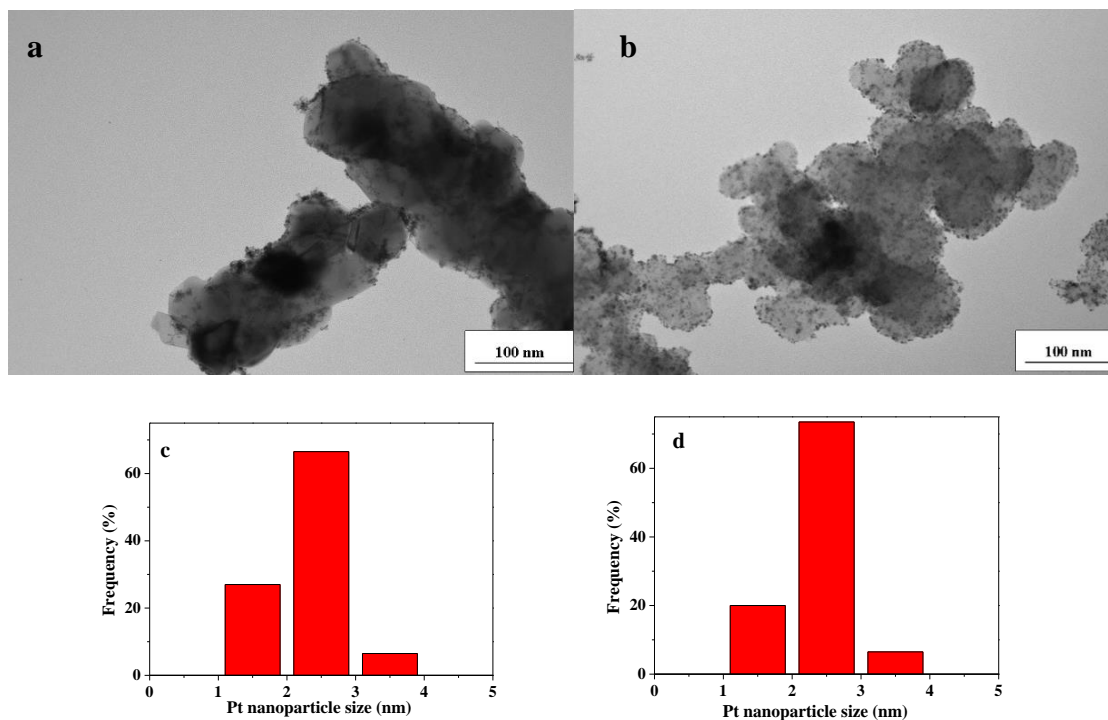 a
b
100 nm
100 nm
c
60
40
20
0
Frequency (%)
0 1 2 3 4 5
Pt nanoparticle size (nm)
d
60
40
20
0
Frequency (%)
0 1 2 3 4 5
Pt nanoparticle size (nm)